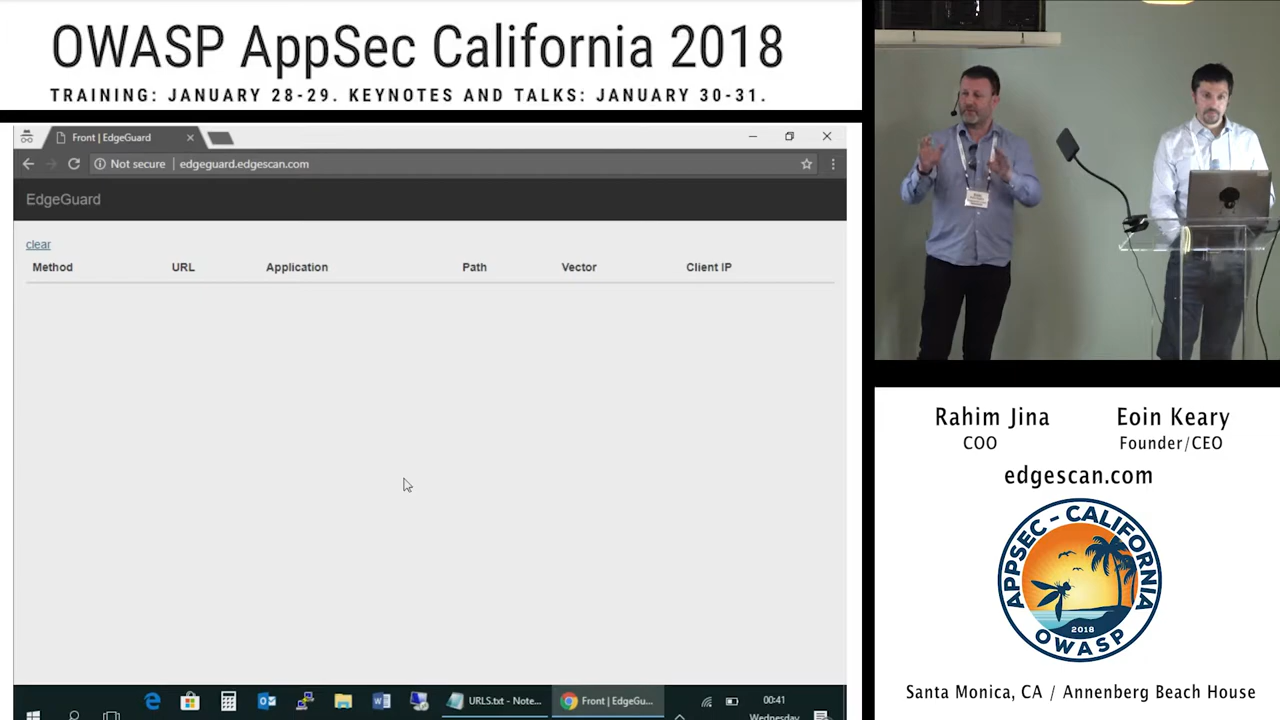 OWASP AppSec California 2018
TRAINING: JANUARY 28-29. KEYNOTES AND TALKS: JANUARY 30-31.
Front | EdgeGuard
Not secure
edgeguard.edgescan.com
EdgeGuard
clear
Method URL Application Path Vector Client IP
URLS.txt - Note...
Front | EdgeGu...
00:41
Wednesday
Rahim Jina Eoin Keary
COO Founder/CEO
edgescan.com
APPSEC - CALIFORNIA
2018
OWASP
Santa Monica, CA / Annenberg Beach House